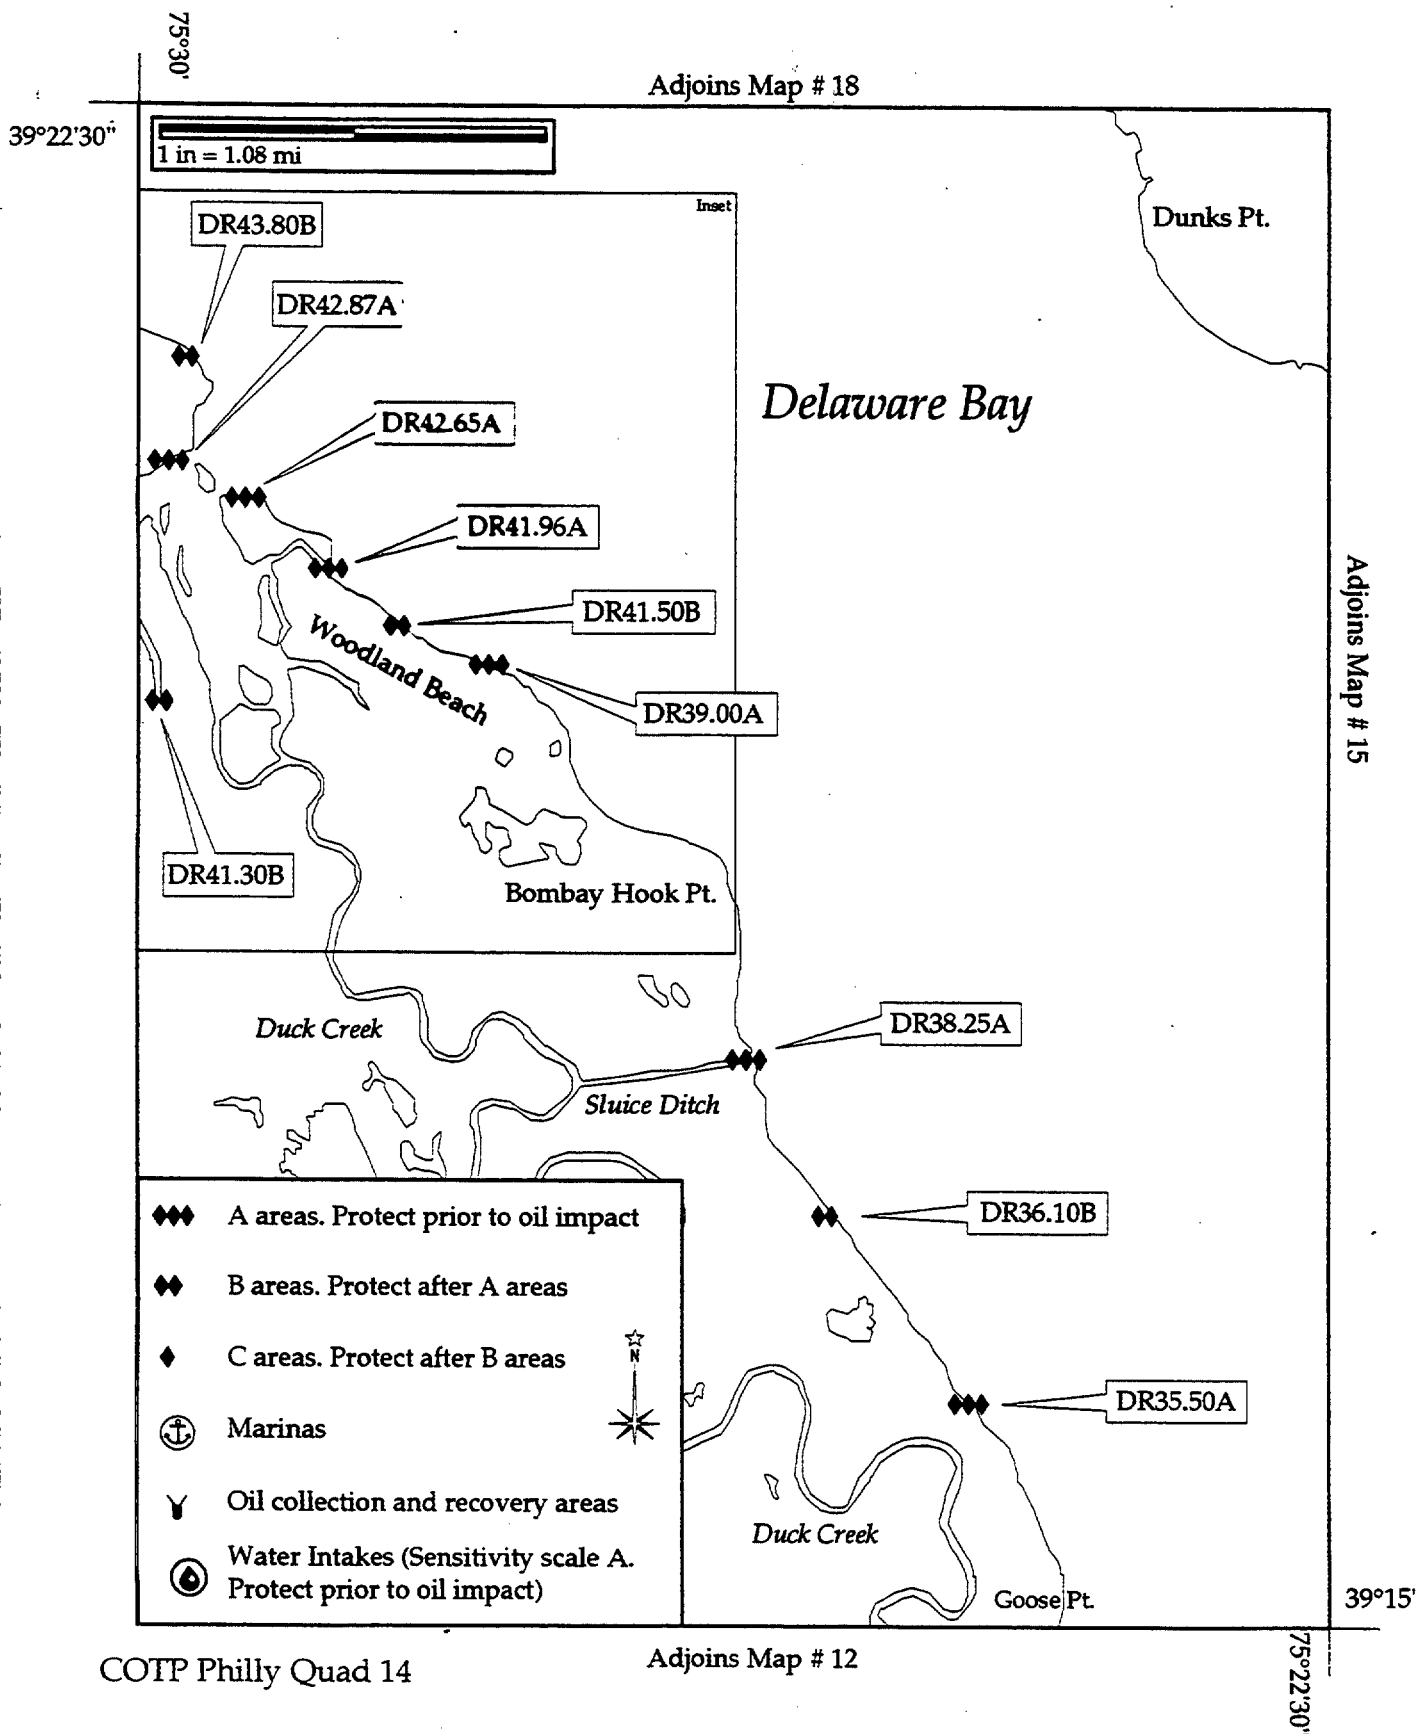 75°30'
Adjoins Map # 18
39°22'30"
1 in = 1.08 mi
Inset
DR43.80B
Dunks Pt.
DR42.87A
Delaware Bay
DR42.65A
DR41.96A
DR41.50B
Woodland Beach
DR39.00A
Adjoins Map # 15
DR41.30B
Bombay Hook Pt.
Duck Creek
DR38.25A
Sluice Ditch
A areas. Protect prior to oil impact
DR36.10B
B areas. Protect after A areas
C areas. Protect after B areas
N
DR35.50A
Marinas
Oil collection and recovery areas
Duck Creek
Water Intakes (Sensitivity scale A.
Protect prior to oil impact)
Goose Pt.
39°15'
COTP Philly Quad 14
Adjoins Map # 12
75°22'30"